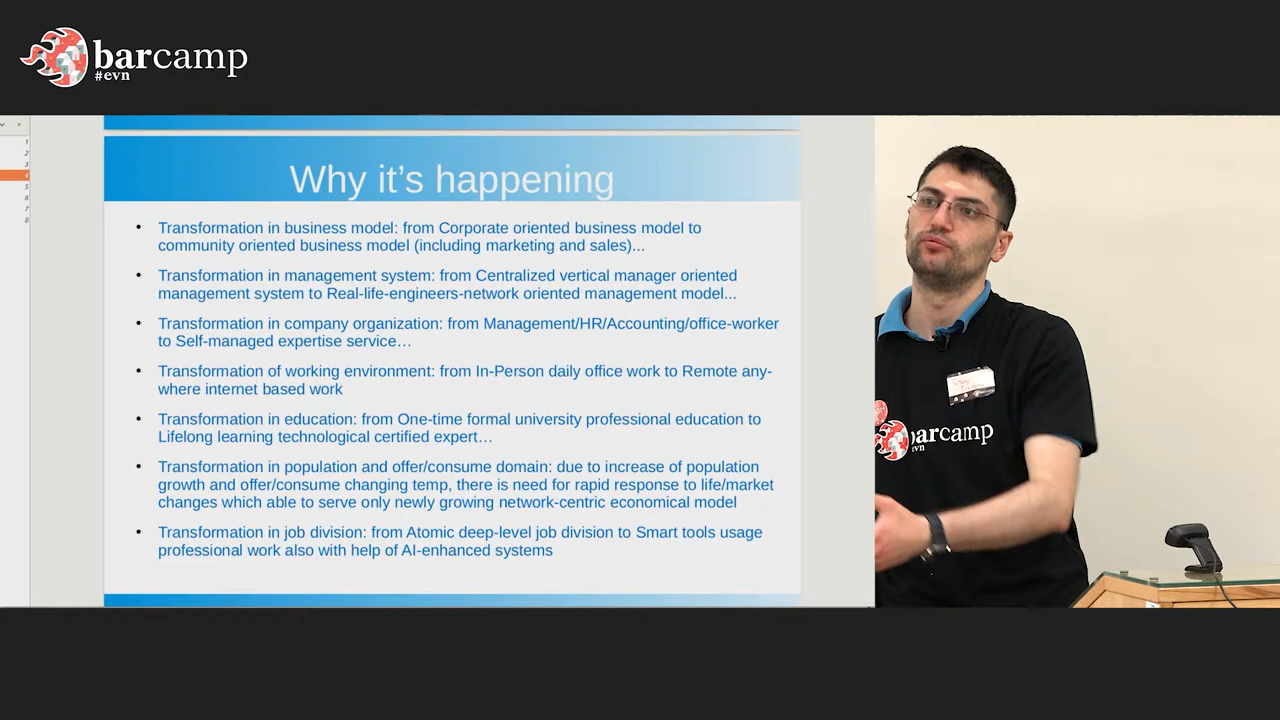 barcamp
#evn
1
2
3
4
5
6
7
8
Why it's happening
• Transformation in business model: from Corporate oriented business model to
community oriented business model (including marketing and sales)...
• Transformation in management system: from Centralized vertical manager oriented
management system to Real-life-engineers-network oriented management model...
• Transformation in company organization: from Management/HR/Accounting/office-worker
to Self-managed expertise service…
• Transformation of working environment: from In-Person daily office work to Remote any-
where internet based work
• Transformation in education: from One-time formal university professional education to
Lifelong learning technological certified expert…
• Transformation in population and offer/consume domain: due to increase of population
growth and offer/consume changing temp, there is need for rapid response to life/market
changes which able to serve only newly growing network-centric economical model
• Transformation in job division: from Atomic deep-level job division to Smart tools usage
professional work also with help of AI-enhanced systems
barcamp
evn